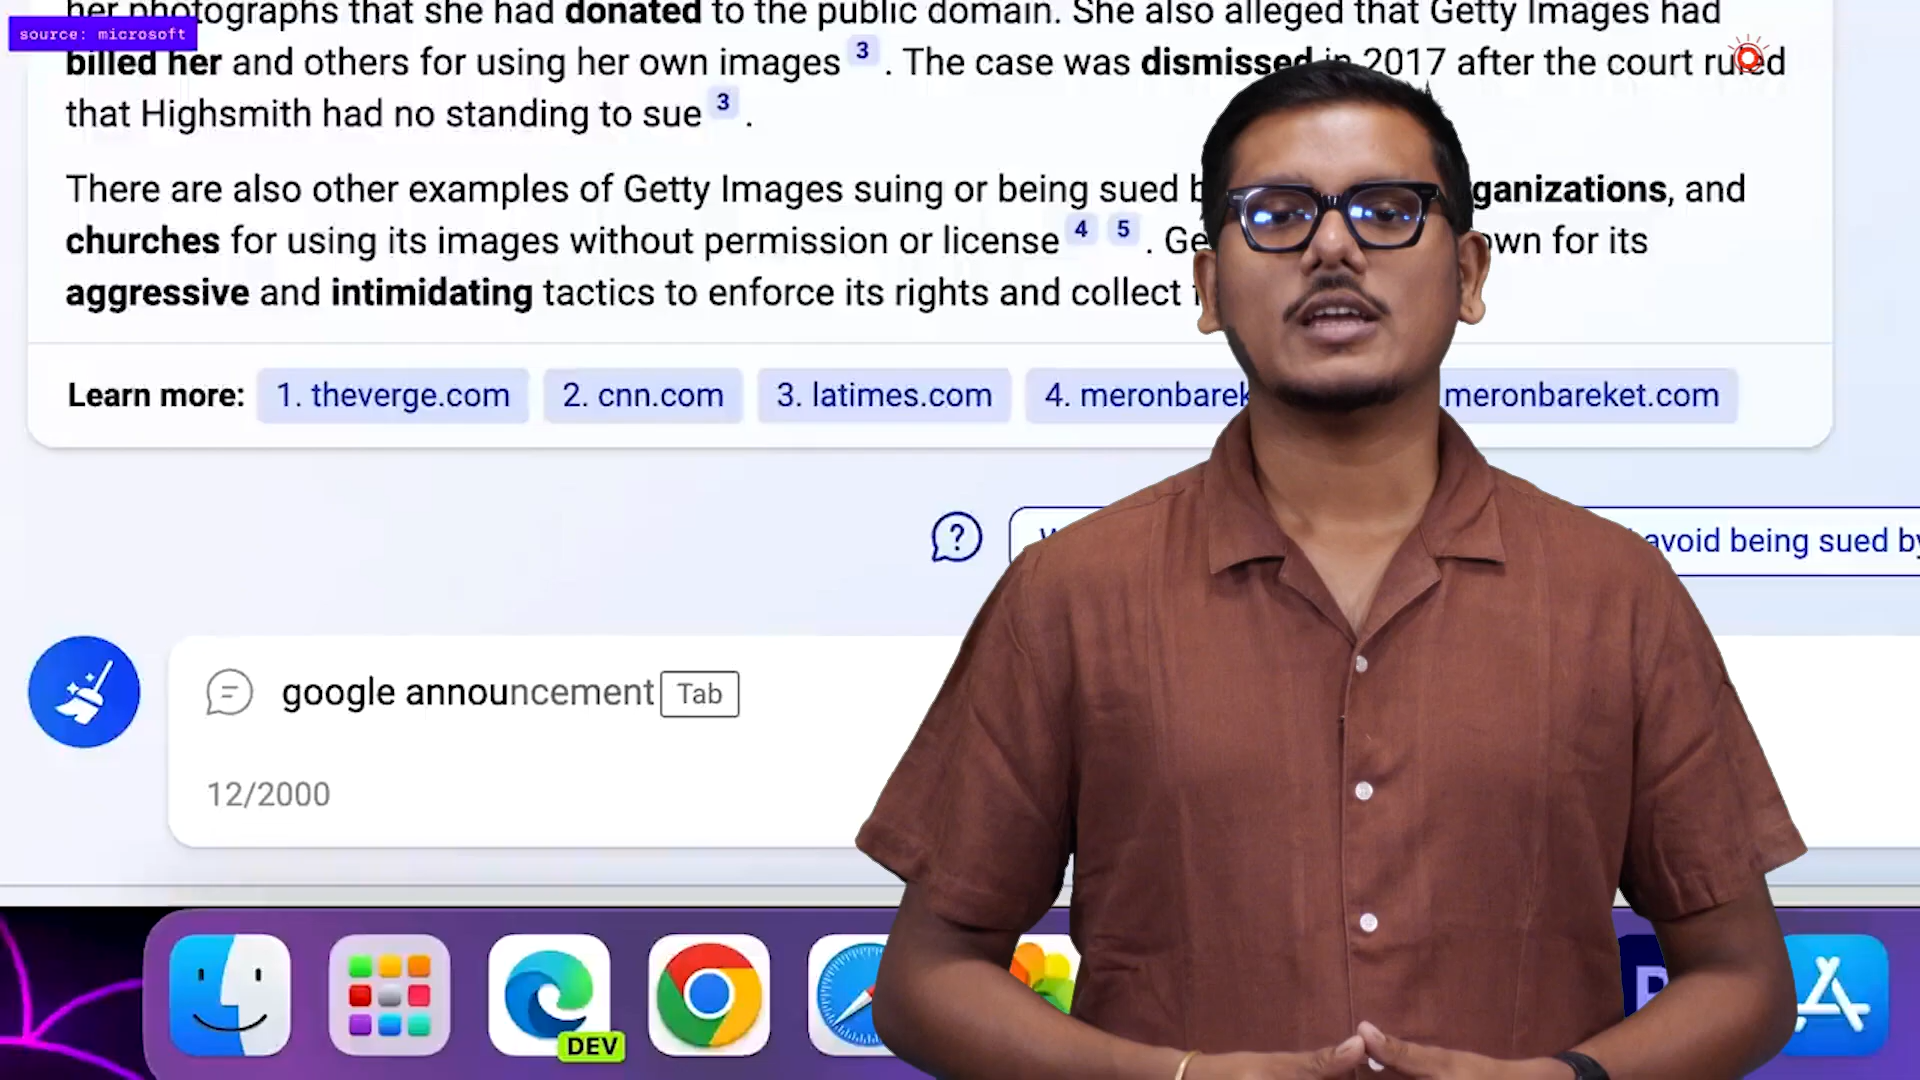 her photographs that she had donated to the public domain. She also alleged that Getty Images had
source: microsoft
billed her and others for using her own images 3 . The case was dismissed in 2017 after the court ruled
that Highsmith had no standing to sue 3 .
There are also other examples of Getty Images suing or being sued , and
churches for using its images without permission or license 4 5 . for its
aggressive and intimidating tactics to enforce its rights and collect
Learn more: 1. theverge.com 2. cnn.com 3. latimes.com 4. meronbareket.com
?
avoid being sued by
google announcement Tab
12/2000
DEV